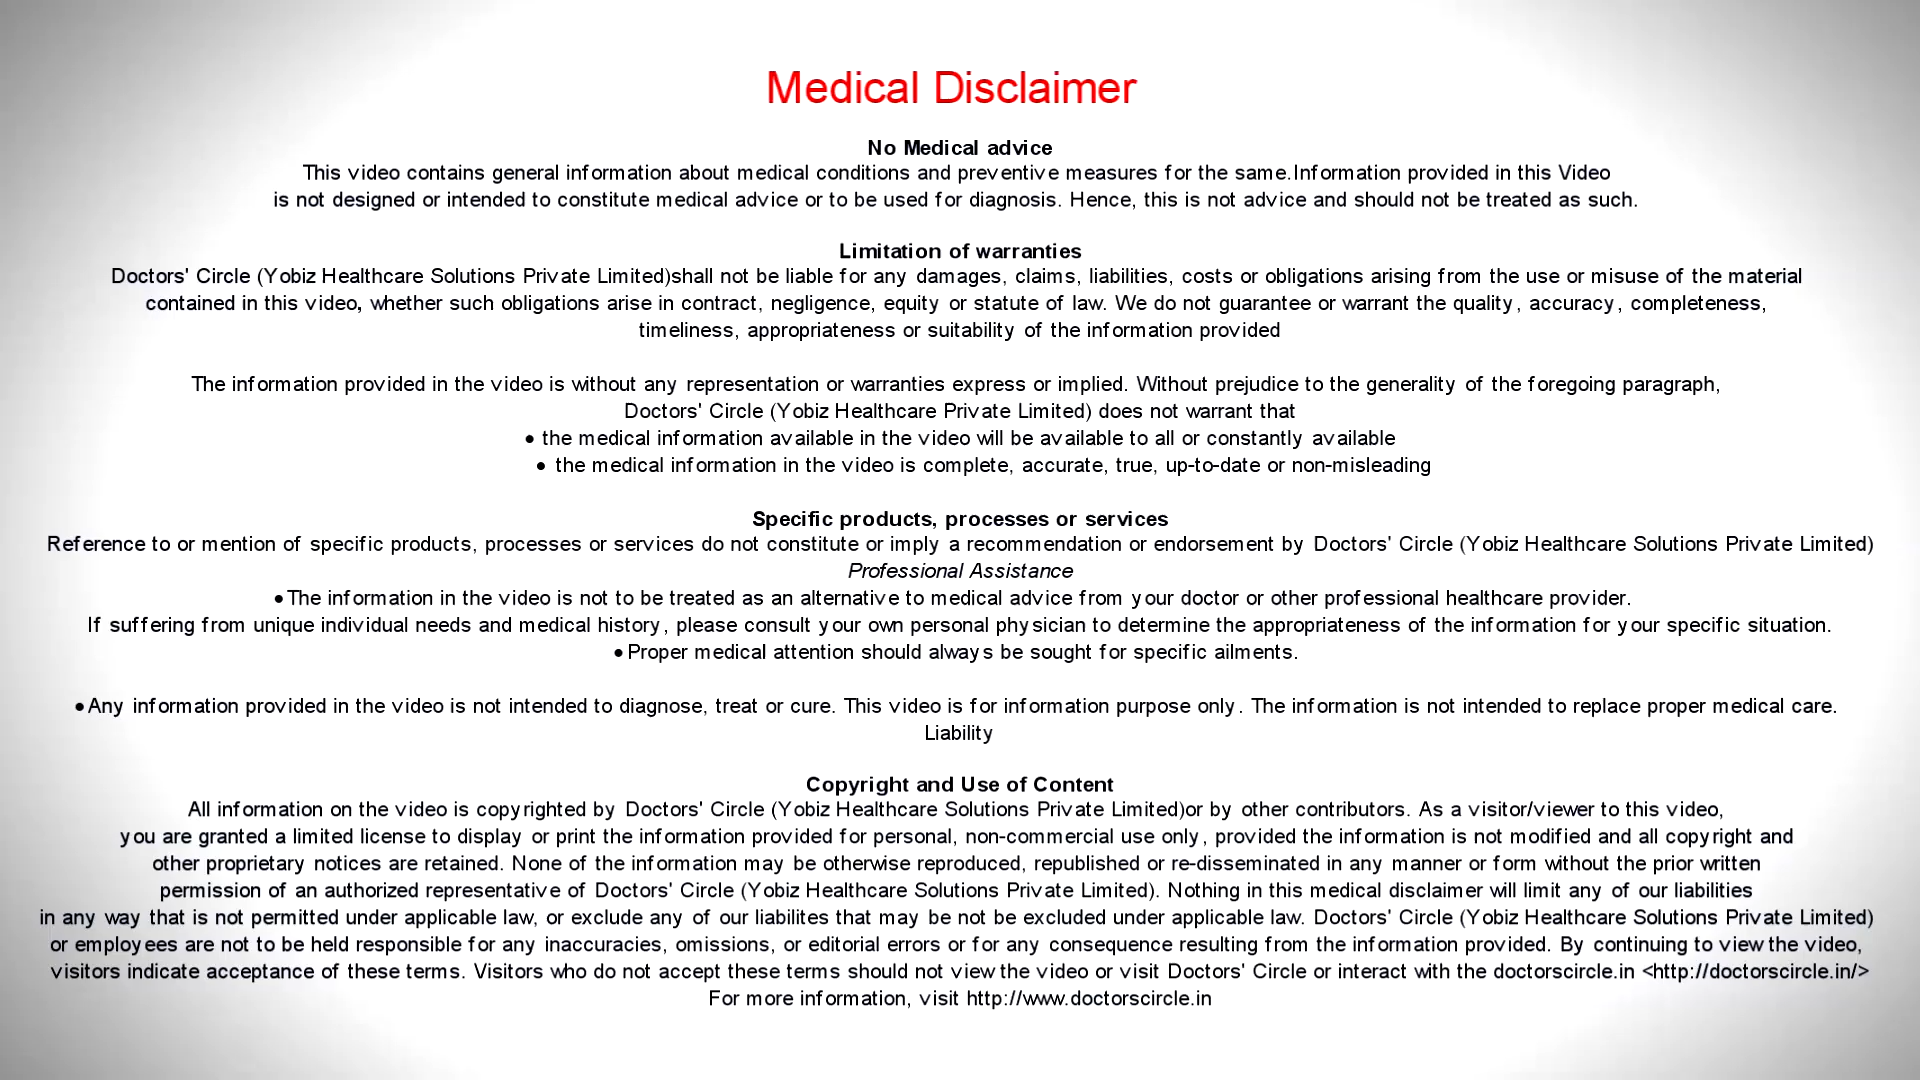 Medical Disclaimer
No Medical advice
This video contains general information about medical conditions and preventive measures for the same.Information provided in this Video
is not designed or intended to constitute medical advice or to be used for diagnosis. Hence, this is not advice and should not be treated as such.
Limitation of warranties
Doctors' Circle (Yobiz Healthcare Solutions Private Limited)shall not be liable for any damages, claims, liabilities, costs or obligations arising from the use or misuse of the material
contained in this video, whether such obligations arise in contract, negligence, equity or statute of law. We do not guarantee or warrant the quality, accuracy, completeness,
timeliness, appropriateness or suitability of the information provided
The information provided in the video is without any representation or warranties express or implied. Without prejudice to the generality of the foregoing paragraph,
Doctors' Circle (Yobiz Healthcare Private Limited) does not warrant that
• the medical information available in the video will be available to all or constantly available
• the medical information in the video is complete, accurate, true, up-to-date or non-misleading
Specific products, processes or services
Reference to or mention of specific products, processes or services do not constitute or imply a recommendation or endorsement by Doctors' Circle (Yobiz Healthcare Solutions Private Limited)
Professional Assistance
•The information in the video is not to be treated as an alternative to medical advice from your doctor or other professional healthcare provider.
If suffering from unique individual needs and medical history, please consult your own personal physician to determine the appropriateness of the information for your specific situation.
•Proper medical attention should always be sought for specific ailments.
•Any information provided in the video is not intended to diagnose, treat or cure. This video is for information purpose only. The information is not intended to replace proper medical care.
Liability
Copyright and Use of Content
All information on the video is copyrighted by Doctors' Circle (Yobiz Healthcare Solutions Private Limited)or by other contributors. As a visitor/viewer to this video,
you are granted a limited license to display or print the information provided for personal, non-commercial use only, provided the information is not modified and all copyright and
other proprietary notices are retained. None of the information may be otherwise reproduced, republished or re-disseminated in any manner or form without the prior written
permission of an authorized representative of Doctors' Circle (Yobiz Healthcare Solutions Private Limited). Nothing in this medical disclaimer will limit any of our liabilities
in any way that is not permitted under applicable law, or exclude any of our liabilites that may be not be excluded under applicable law. Doctors' Circle (Yobiz Healthcare Solutions Private Limited)
or employees are not to be held responsible for any inaccuracies, omissions, or editorial errors or for any consequence resulting from the information provided. By continuing to view the video,
visitors indicate acceptance of these terms. Visitors who do not accept these terms should not view the video or visit Doctors' Circle or interact with the doctorscircle.in <http://doctorscircle.in/>
For more information, visit http://www.doctorscircle.in